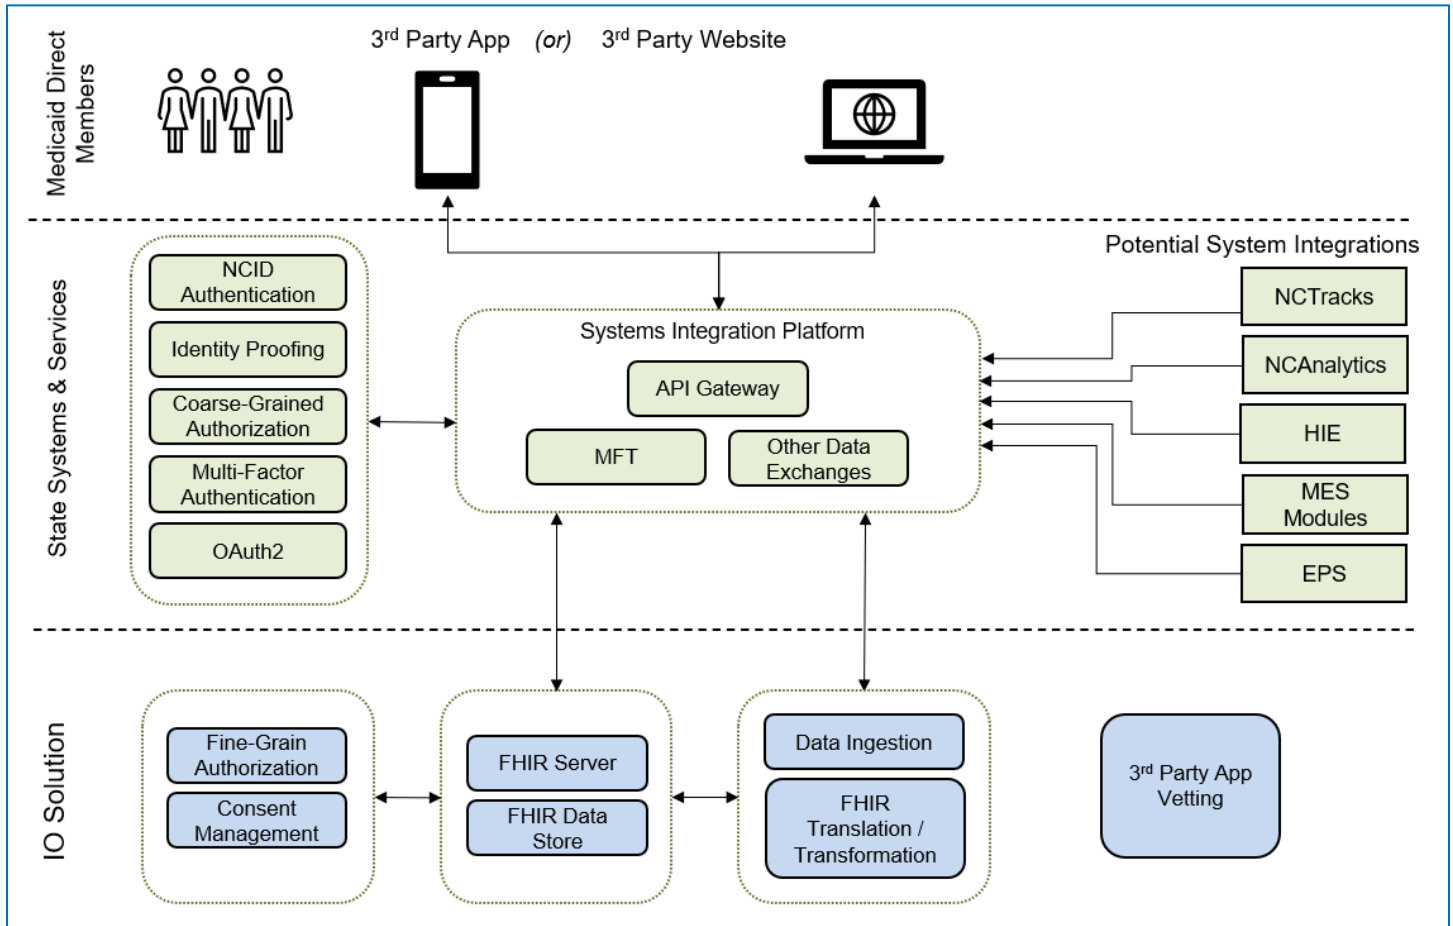 Medicaid Direct
Members
3rd Party App (or) 3rd Party Website
State Systems & Services
NCID
Authentication
Identity Proofing
Coarse-Grained
Authorization
Multi-Factor
Authentication
OAuth2
Systems Integration Platform
API Gateway
MFT
Other Data
Exchanges
Potential System Integrations
NCTracks
NCAnalytics
HIE
MES
Modules
EPS
IO Solution
Fine-Grain
Authorization
Consent
Management
FHIR Server
FHIR Data
Store
Data Ingestion
FHIR
Translation /
Transformation
3rd Party App
Vetting